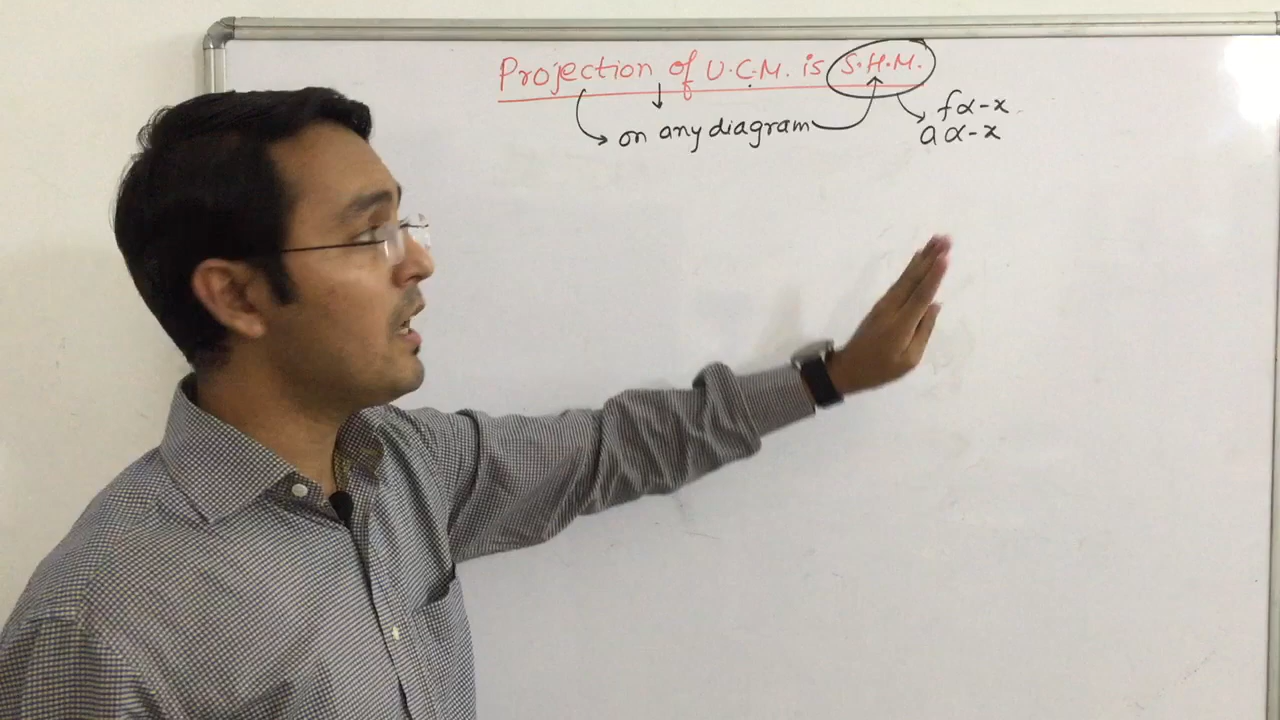 Projection of U.C.M. is S.H.M.
on any diagram
f α -x
a α -x